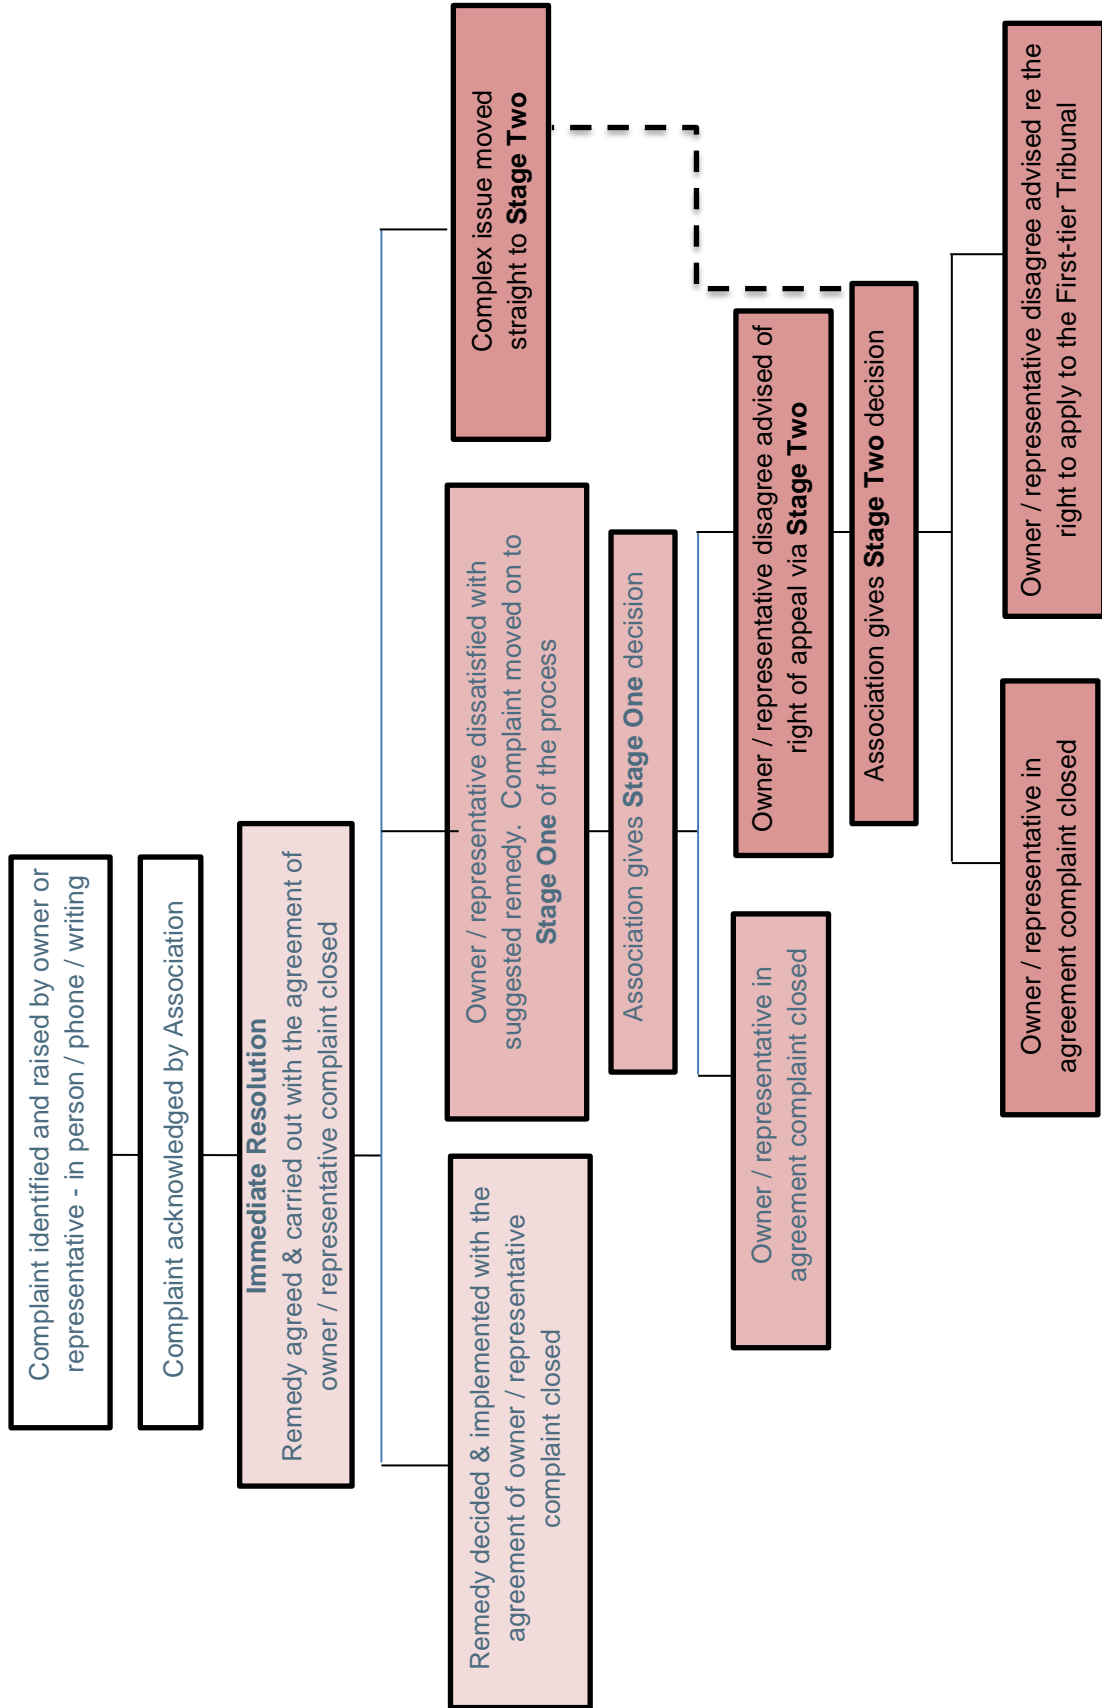 Complaint identified and raised by owner or
representative - in person / phone / writing
Complaint acknowledged by Association
Immediate Resolution
Remedy agreed & carried out with the agreement of
owner / representative complaint closed
Remedy decided & implemented with the
agreement of owner / representative
complaint closed
Owner / representative dissatisfied with
suggested remedy.  Complaint moved on to
Stage One of the process
Complex issue moved
straight to Stage Two
Association gives Stage One decision
Owner / representative in
agreement complaint closed
Owner / representative disagree advised of
right of appeal via Stage Two
Association gives Stage Two decision
Owner / representative in
agreement complaint closed
Owner / representative disagree advised re the
right to apply to the First-tier Tribunal